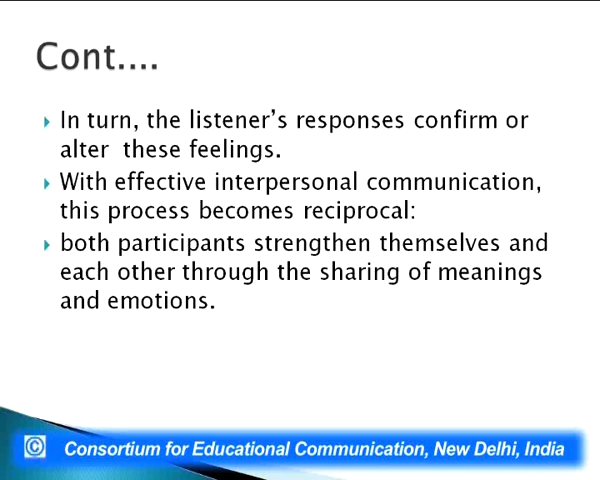 Cont....
In turn, the listener's responses confirm or
alter these feelings.
With effective interpersonal communication,
this process becomes reciprocal:
both participants strengthen themselves and
each other through the sharing of meanings
and emotions.
© Consortium for Educational Communication, New Delhi, India